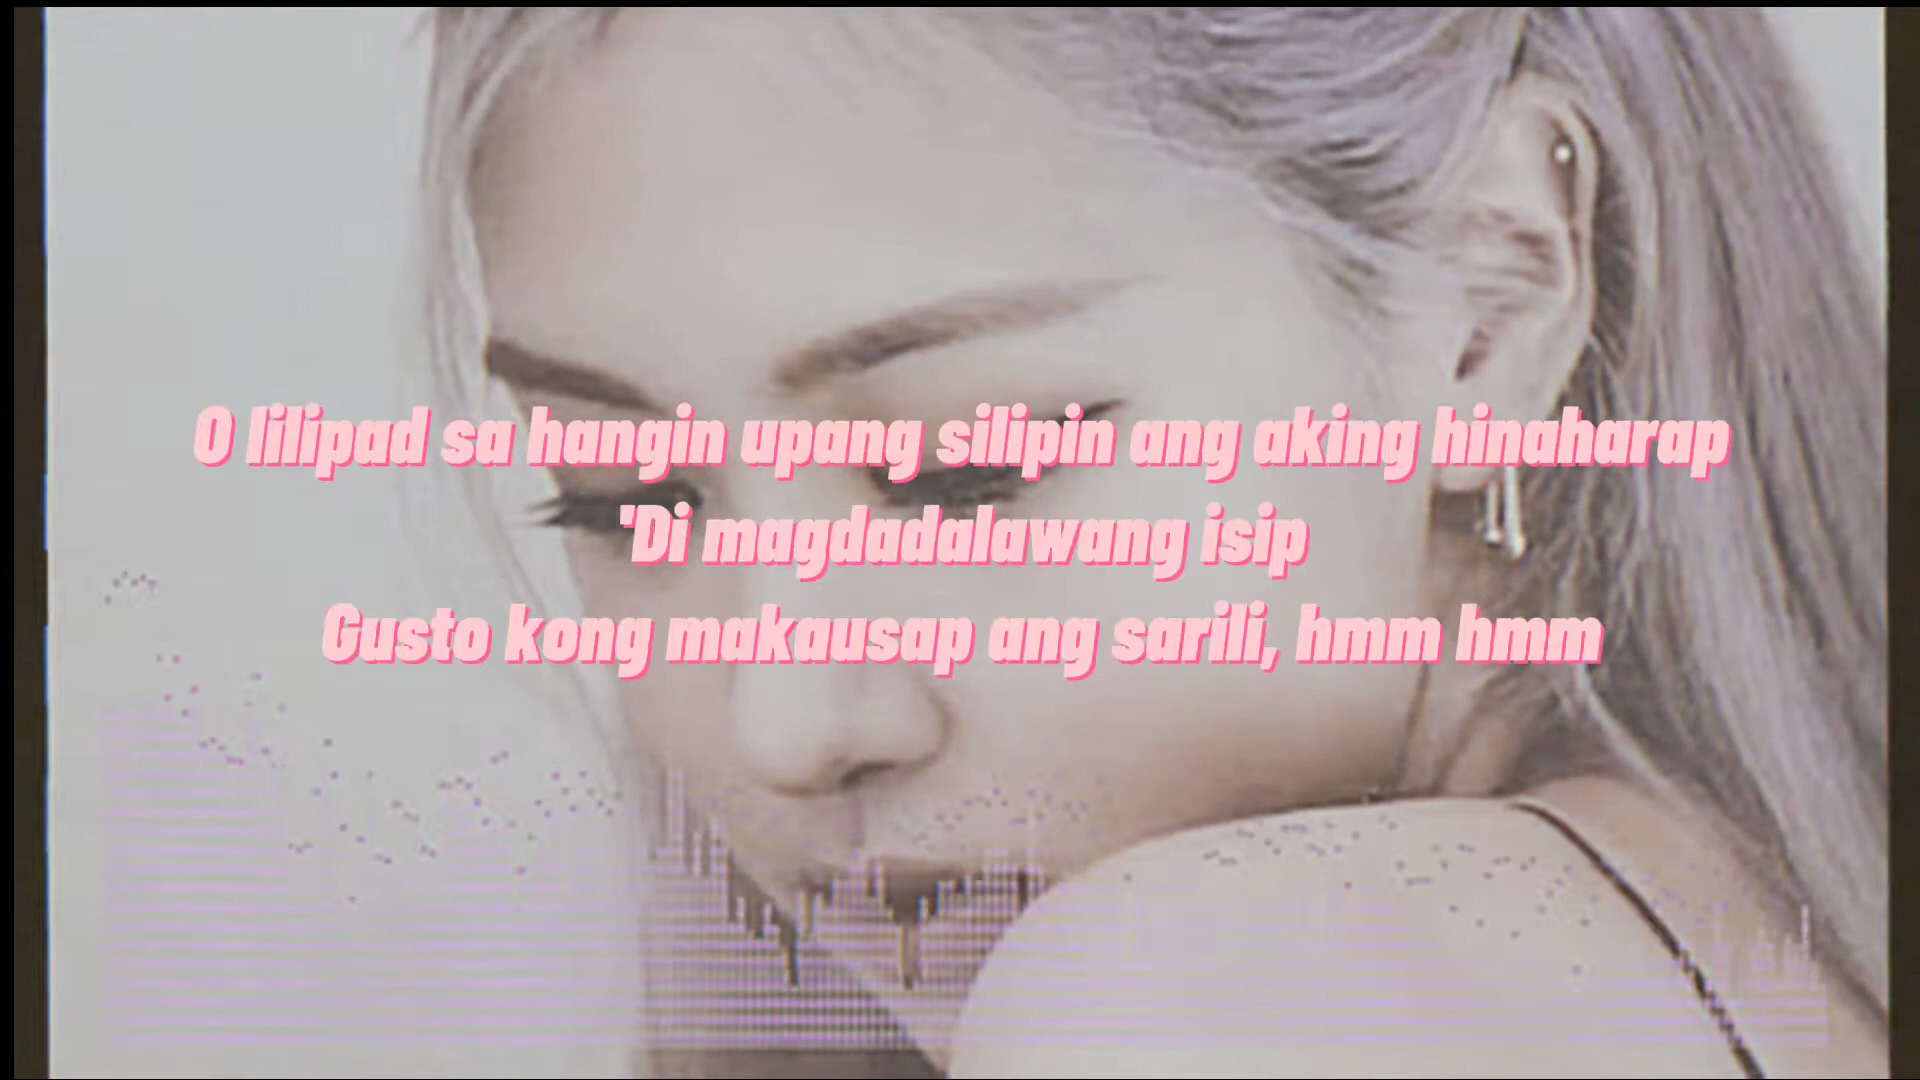 O lilipad sa hangin upang silipin ang aking hinaharap
'Di magdadalawang isip
Gusto kong makausap ang sarili, hmm hmm